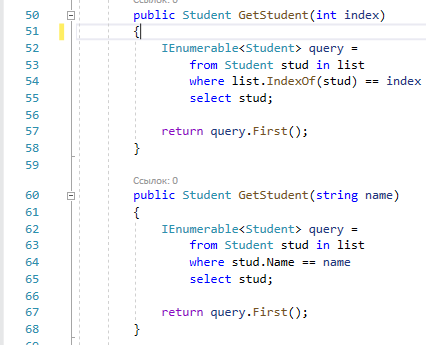 Ссылок: 0
50 public Student GetStudent(int index)
51 {
52 IEnumerable<Student> query =
53 from Student stud in list
54 where list.IndexOf(stud) == index
55 select stud;
56
57 return query.First();
58 }
59
Ссылок: 0
60 public Student GetStudent(string name)
61 {
62 IEnumerable<Student> query =
63 from Student stud in list
64 where stud.Name == name
65 select stud;
66
67 return query.First();
68 }